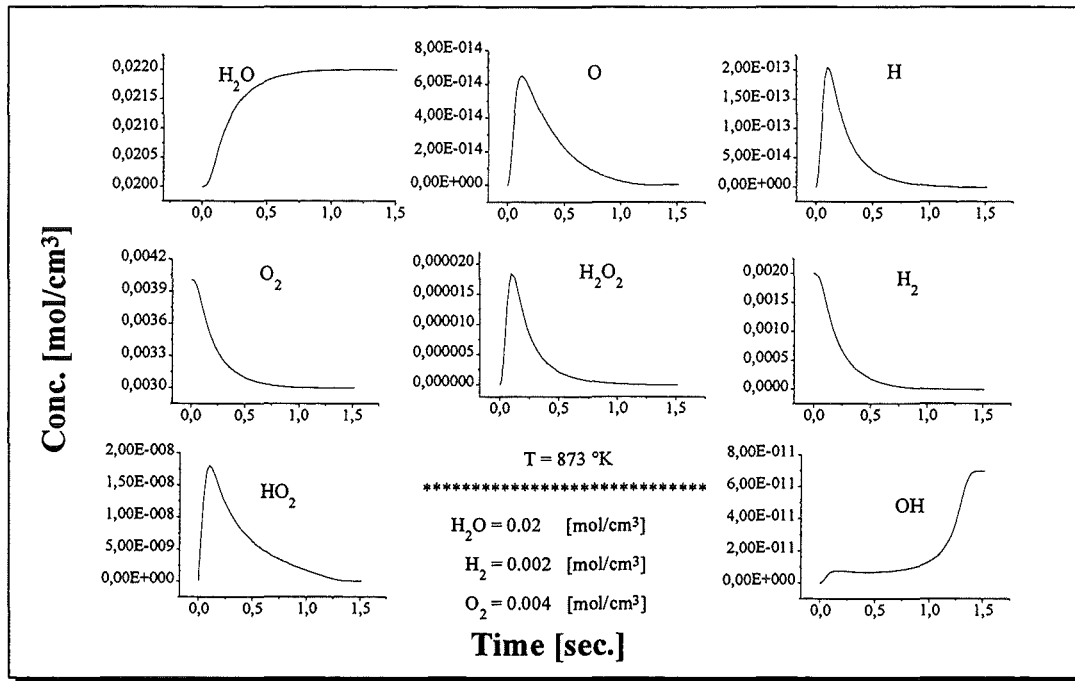 Conc. [mol/cm³]
H₂O
0,0220
0,0215
0,0210
0,0205
0,0200
0,0 0,5 1,0 1,5
O
8,00E-014
6,00E-014
4,00E-014
2,00E-014
0,00E+000
0,0 0,5 1,0 1,5
H
2,00E-013
1,50E-013
1,00E-013
5,00E-014
0,00E+000
0,0 0,5 1,0 1,5
O₂
0,0042
0,0039
0,0036
0,0033
0,0030
0,0 0,5 1,0 1,5
H₂O₂
0,000020
0,000015
0,000010
0,000005
0,000000
0,0 0,5 1,0 1,5
H₂
0,0020
0,0015
0,0010
0,0005
0,0000
0,0 0,5 1,0 1,5
HO₂
2,00E-008
1,50E-008
1,00E-008
5,00E-009
0,00E+000
0,0 0,5 1,0 1,5
T = 873 °K
*****************************
H₂O = 0.02 [mol/cm³]
H₂ = 0.002 [mol/cm³]
O₂ = 0.004 [mol/cm³]
OH
8,00E-011
6,00E-011
4,00E-011
2,00E-011
0,00E+000
0,0 0,5 1,0 1,5
Time [sec.]